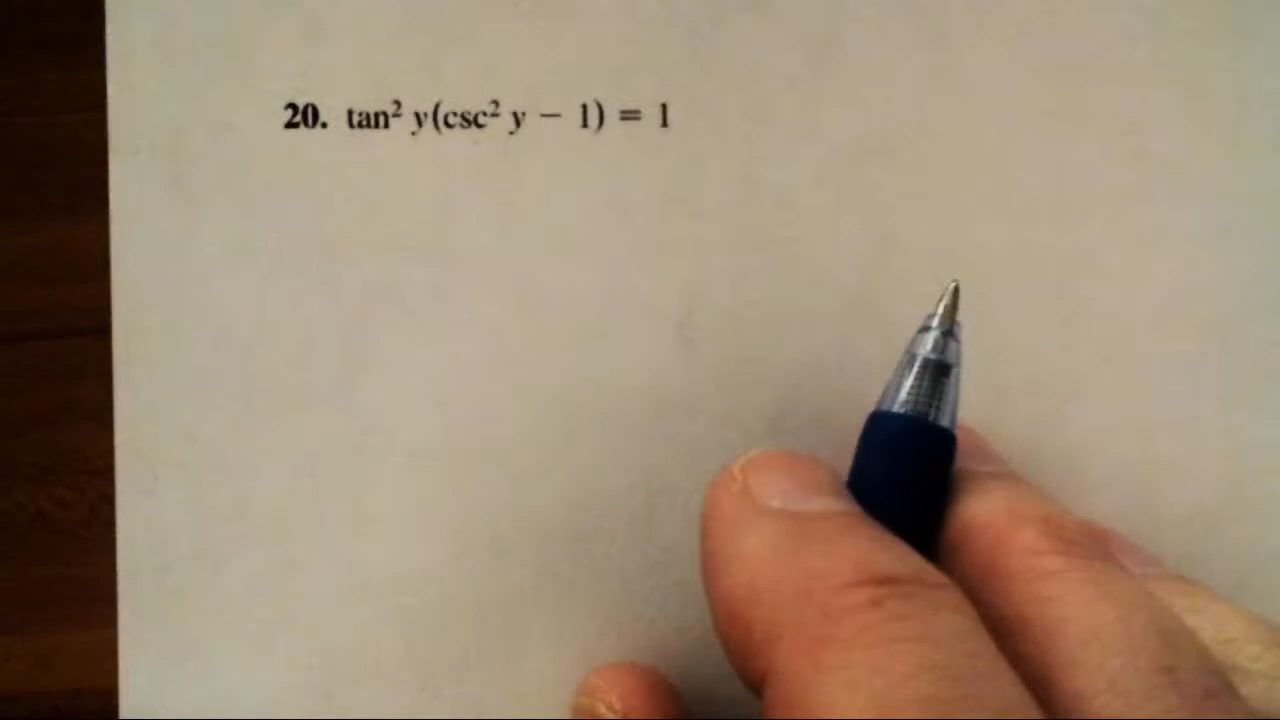 20. tan² y(csc² y − 1) = 1